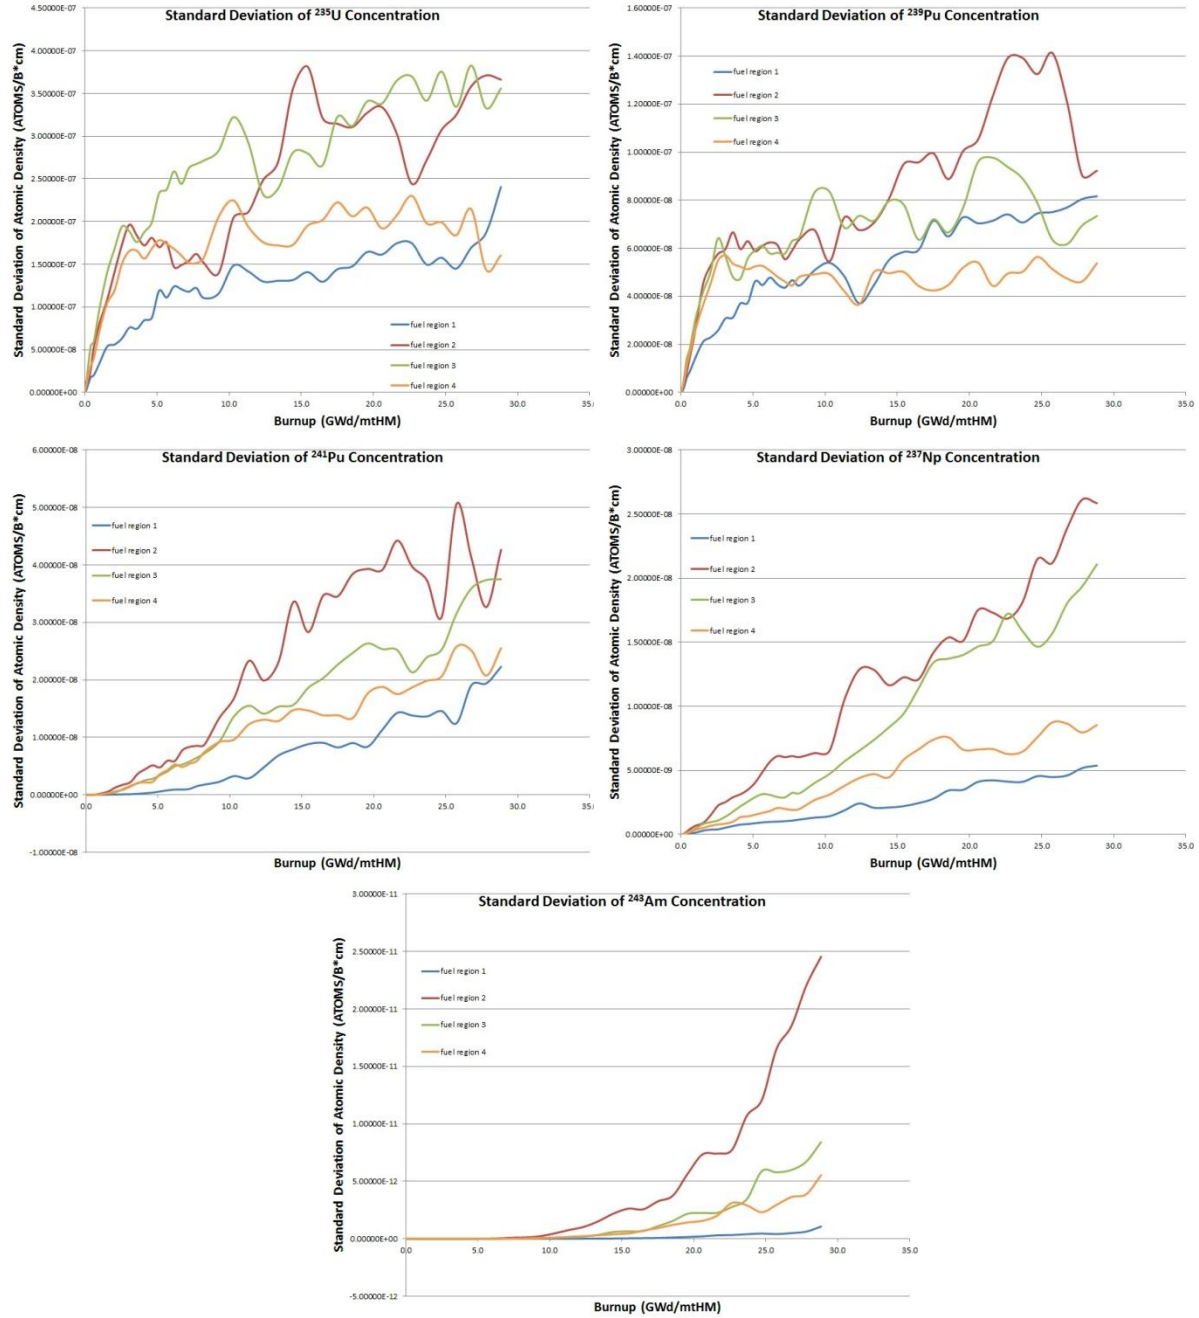 Standard Deviation of ²³⁵U Concentration
Standard Deviation of Atomic Density (ATOMS/B*cm)
4.50000E-07
4.00000E-07
3.50000E-07
3.00000E-07
2.50000E-07
2.00000E-07
1.50000E-07
1.00000E-07
5.00000E-08
0.00000E+00
fuel region 1
fuel region 2
fuel region 3
fuel region 4
0.0 5.0 10.0 15.0 20.0 25.0 30.0 35.0
Burnup (GWd/mtHM)
Standard Deviation of ²³⁹Pu Concentration
Standard Deviation of Atomic Density (ATOMS/B*cm)
1.60000E-07
1.40000E-07
1.20000E-07
1.00000E-07
8.00000E-08
6.00000E-08
4.00000E-08
2.00000E-08
0.00000E+00
fuel region 1
fuel region 2
fuel region 3
fuel region 4
0.0 5.0 10.0 15.0 20.0 25.0 30.0 35.0
Burnup (GWd/mtHM)
Standard Deviation of ²⁴¹Pu Concentration
Standard Deviation of Atomic Density (ATOMS/B*cm)
6.00000E-08
5.00000E-08
4.00000E-08
3.00000E-08
2.00000E-08
1.00000E-08
0.00000E+00
-1.00000E-08
fuel region 1
fuel region 2
fuel region 3
fuel region 4
0.0 5.0 10.0 15.0 20.0 25.0 30.0 35.0
Burnup (GWd/mtHM)
Standard Deviation of ²³⁷Np Concentration
Standard Deviation of Atomic Density (ATOMS/B*cm)
3.00000E-08
2.50000E-08
2.00000E-08
1.50000E-08
1.00000E-08
5.00000E-09
0.00000E+00
fuel region 1
fuel region 2
fuel region 3
fuel region 4
0.0 5.0 10.0 15.0 20.0 25.0 30.0 35.0
Burnup (GWd/mtHM)
Standard Deviation of ²⁴³Am Concentration
Standard Deviation of Atomic Density (ATOMS/B*cm)
3.00000E-11
2.50000E-11
2.00000E-11
1.50000E-11
1.00000E-11
5.00000E-12
0.00000E+00
-5.00000E-12
fuel region 1
fuel region 2
fuel region 3
fuel region 4
0.0 5.0 10.0 15.0 20.0 25.0 30.0 35.0
Burnup (GWd/mtHM)